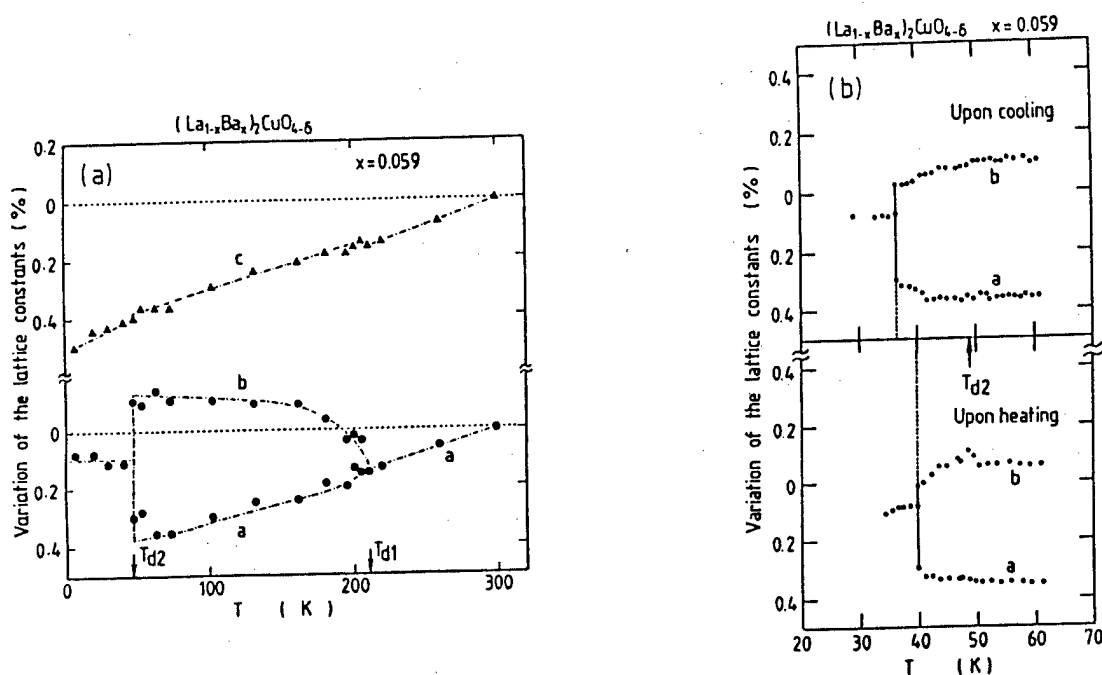 (La₁₋ₓBaₓ)₂CuO₄₋δ
x=0.059
(a)
Variation of the lattice constants (%)
0.2
0
0.2
0.4
0
0.2
0.4
c
b
a
a
Td2
Td1
0 100 200 300
T (K)
(La₁₋ₓBaₓ)₂CuO₄₋δ x=0.059
(b)
Upon cooling
Variation of the lattice constants (%)
0.4
0.2
0
0.2
0.4
b
a
Td2
Upon heating
0.4
0.2
0
0.2
0.4
b
a
20 30 40 50 60 70
T (K)